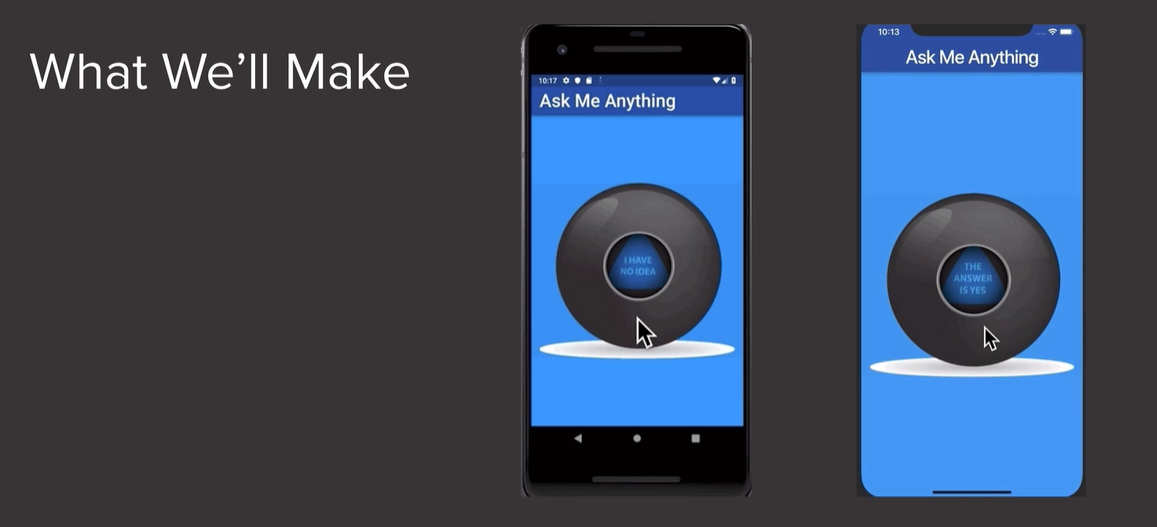 What We’ll Make
10:17
Ask Me Anything
I HAVE
NO IDEA
10:13
Ask Me Anything
THE
ANSWER
IS YES